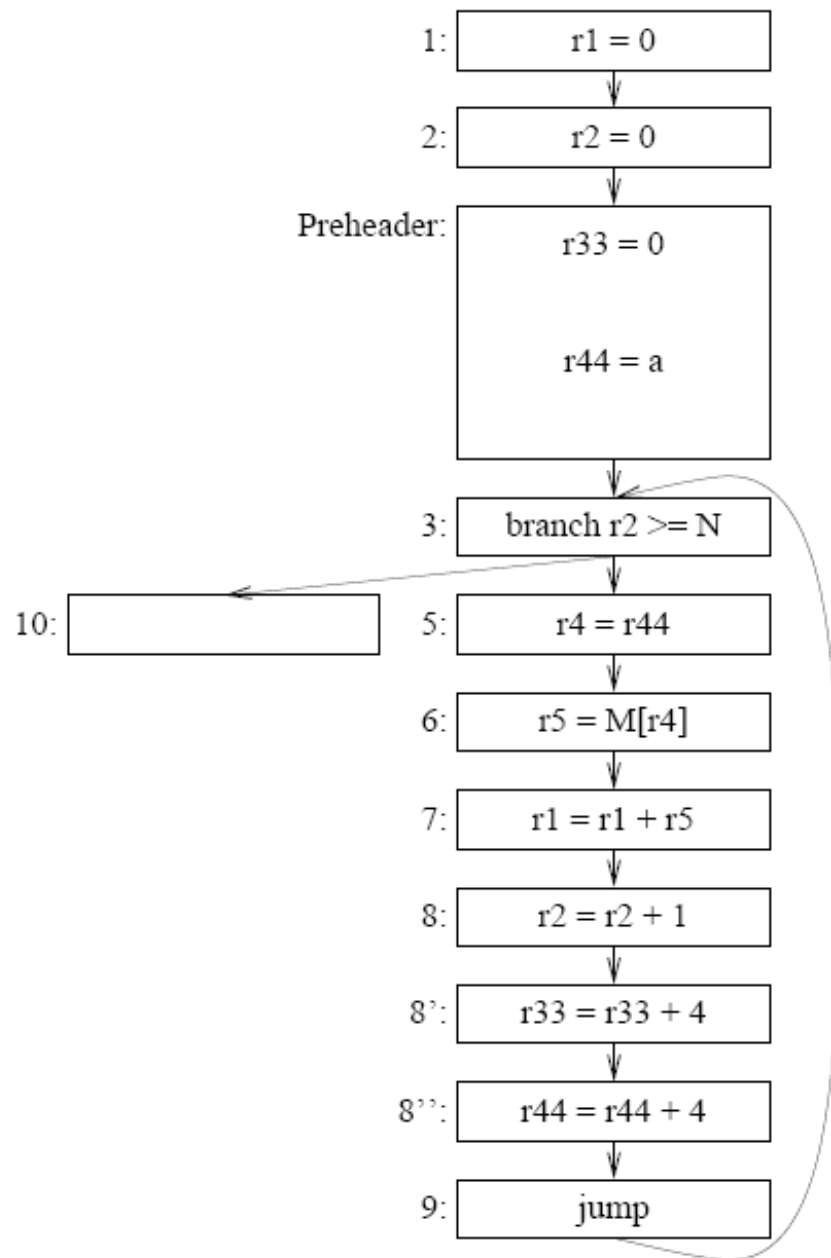 1: r1 = 0
2: r2 = 0
Preheader: r33 = 0
r44 = a
3: branch r2 >= N
10:
5: r4 = r44
6: r5 = M[r4]
7: r1 = r1 + r5
8: r2 = r2 + 1
8’: r33 = r33 + 4
8’’: r44 = r44 + 4
9: jump